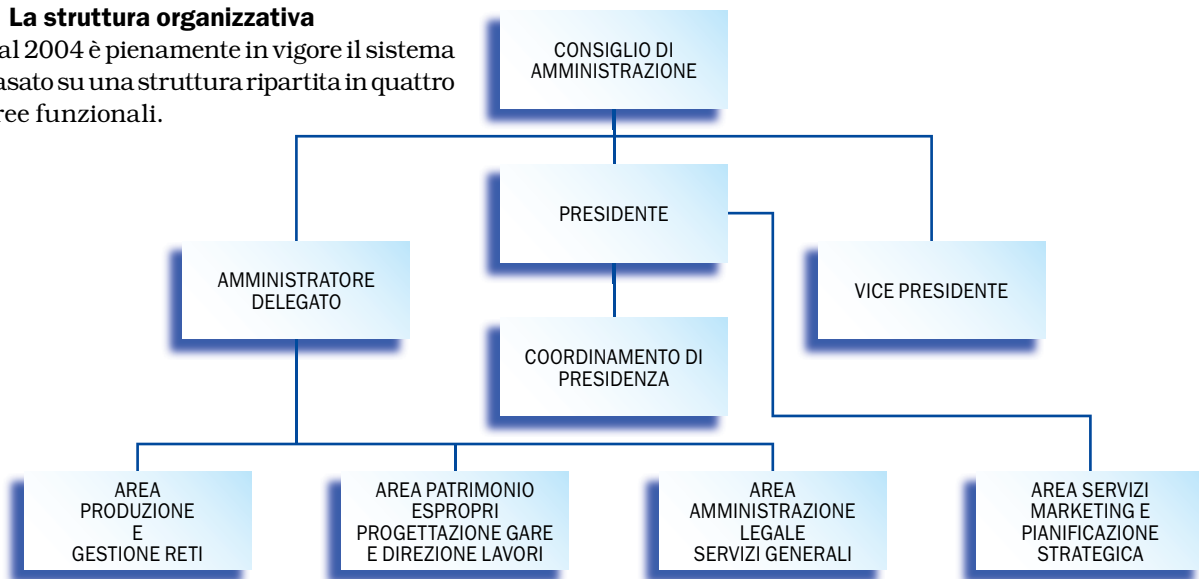 La struttura organizzativa
al 2004 è pienamente in vigore il sistema
asato su una struttura ripartita in quattro
ree funzionali.
CONSIGLIO DI
AMMINISTRAZIONE
PRESIDENTE
AMMINISTRATORE
DELEGATO
VICE PRESIDENTE
COORDINAMENTO DI
PRESIDENZA
AREA
PRODUZIONE
E
GESTIONE RETI
AREA PATRIMONIO
ESPROPRI
PROGETTAZIONE GARE
E DIREZIONE LAVORI
AREA
AMMINISTRAZIONE
LEGALE
SERVIZI GENERALI
AREA SERVIZI
MARKETING E
PIANIFICAZIONE
STRATEGICA